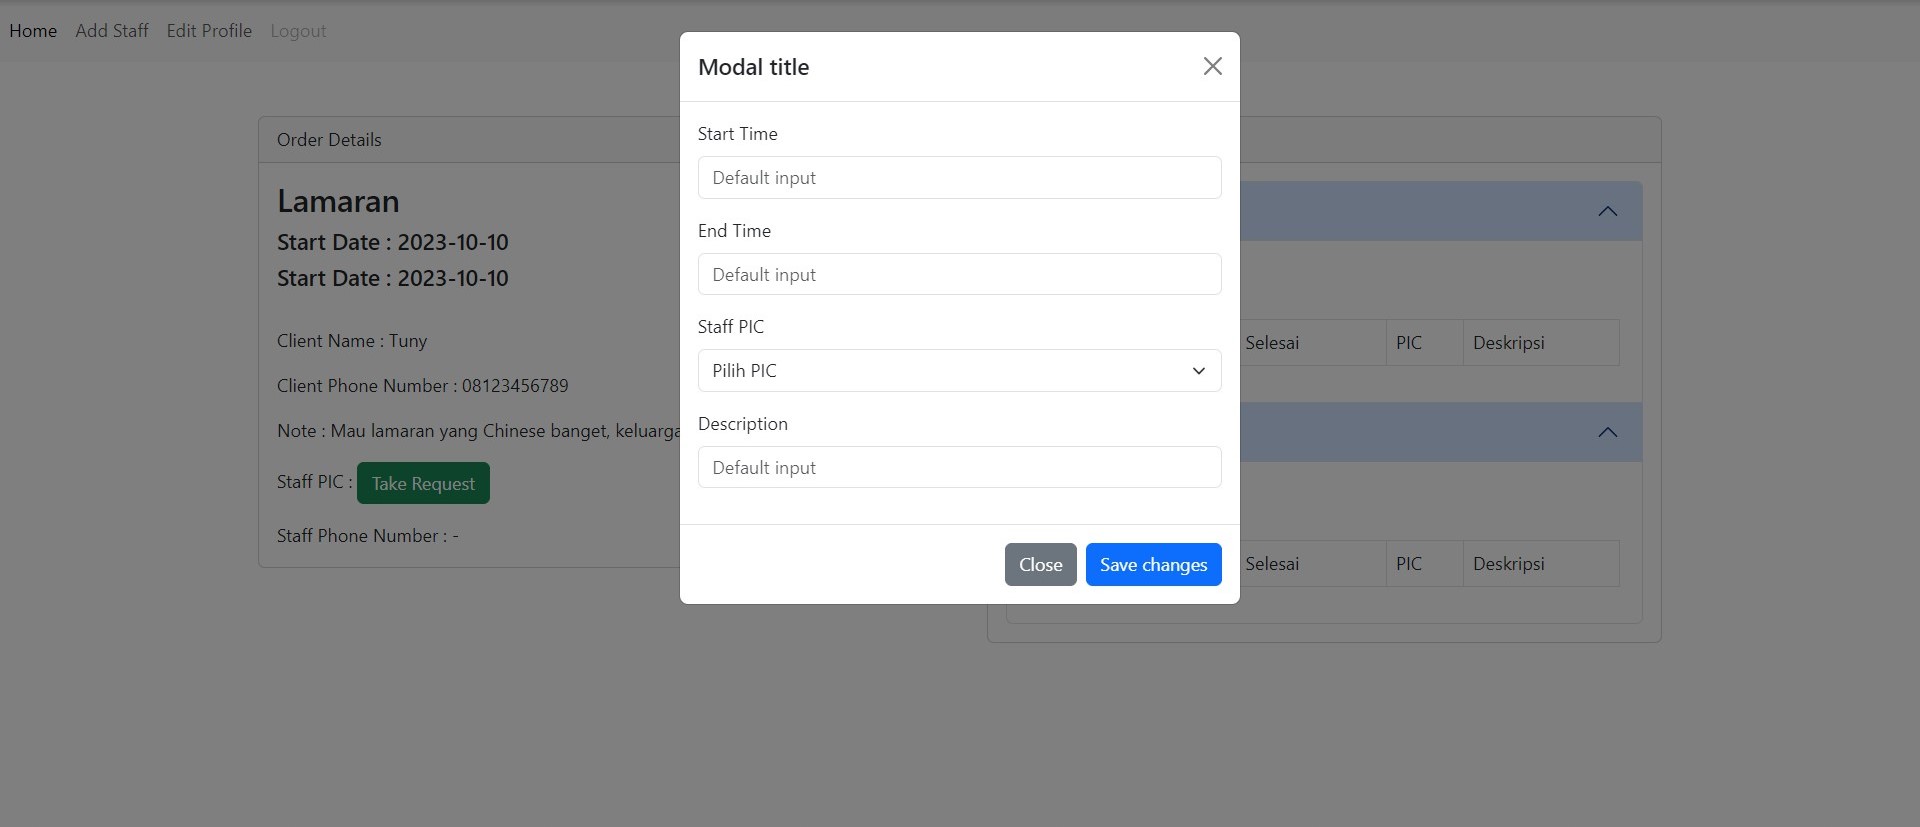 Home Add Staff Edit Profile Logout
Modal title
Start Time
Default input
End Time
Default input
Staff PIC
Pilih PIC
Description
Default input
Close Save changes
Order Details
Lamaran
Start Date : 2023-10-10
Start Date : 2023-10-10
Client Name : Tuny
Client Phone Number : 08123456789
Note : Mau lamaran yang Chinese banget, keluarga
Staff PIC : Take Request
Staff Phone Number : -
Selesai PIC Deskripsi
Selesai PIC Deskripsi